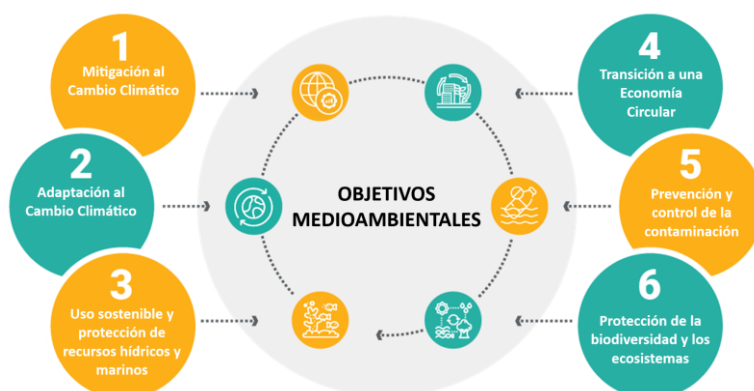 1
Mitigación al
Cambio Climático
2
Adaptación al
Cambio Climático
3
Uso sostenible y
protección de
recursos hídricos y
marinos
OBJETIVOS
MEDIOAMBIENTALES
4
Transición a una
Economía
Circular
5
Prevención y
control de la
contaminación
6
Protección de la
biodiversidad y los
ecosistemas